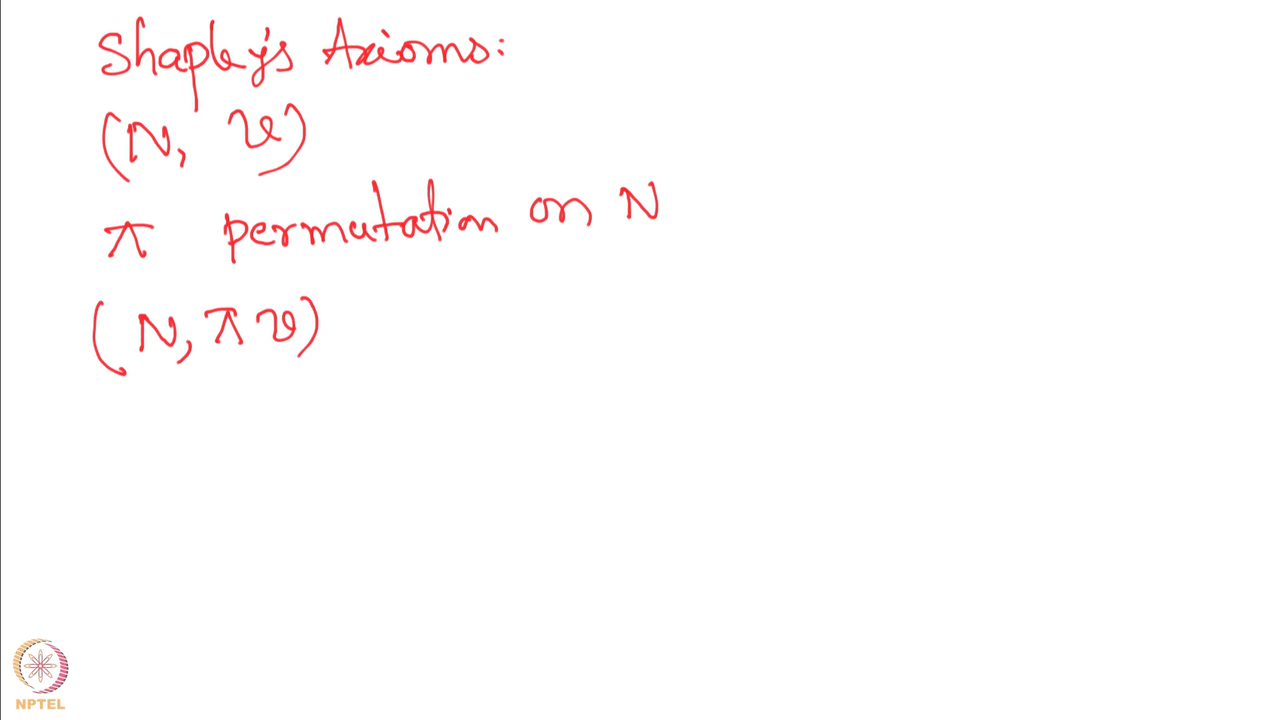 Shapley's Axioms:
(N, v)
π permutation on N
(N, πv)
NPTEL